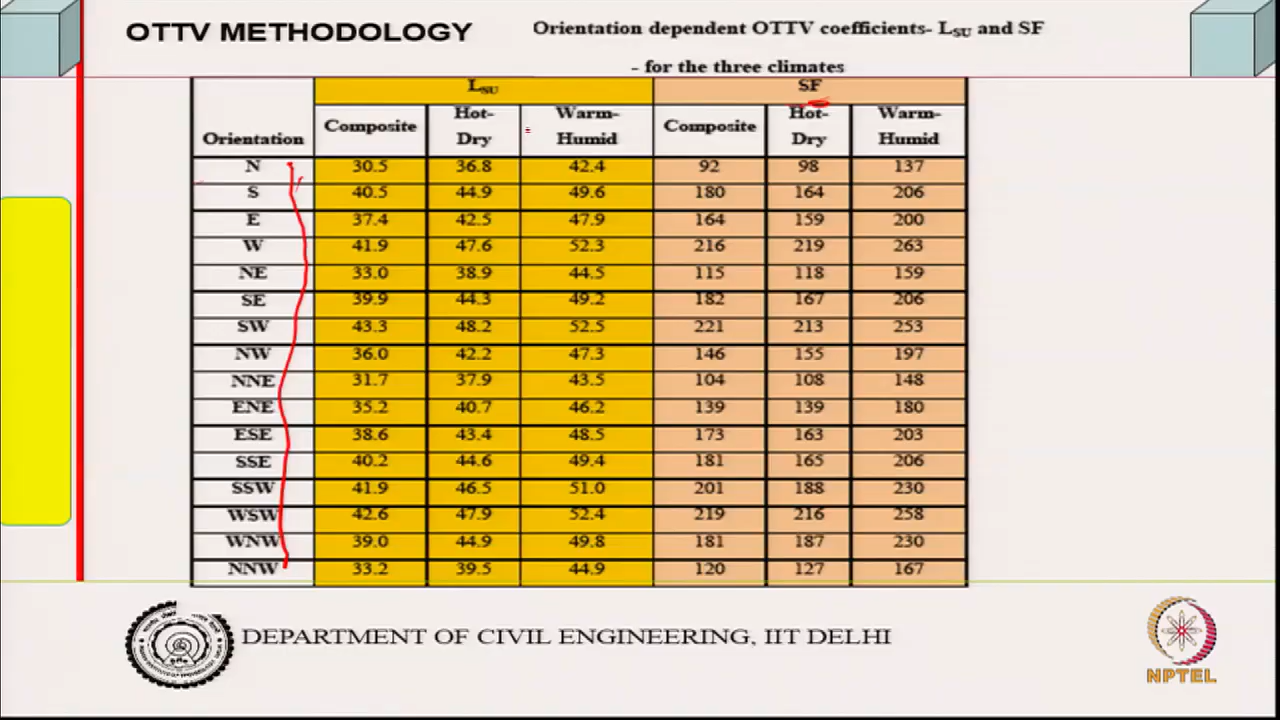 OTTV METHODOLOGY
Orientation dependent OTTV coefficients- LSU and SF
- for the three climates
Orientation LSU SF
Composite Hot-Dry Warm-Humid Composite Hot-Dry Warm-Humid
N 30.5 36.8 42.4 92 98 137
S 40.5 44.9 49.6 180 164 206
E 37.4 42.5 47.9 164 159 200
W 41.9 47.6 52.3 216 219 263
NE 33.0 38.9 44.5 115 118 159
SE 39.9 44.3 49.2 182 167 206
SW 43.3 48.2 52.5 221 213 253
NW 36.0 42.2 47.3 146 155 197
NNE 31.7 37.9 43.5 104 108 148
ENE 35.2 40.7 46.2 139 139 180
ESE 38.6 43.4 48.5 173 163 203
SSE 40.2 44.6 49.4 181 165 206
SSW 41.9 46.5 51.0 201 188 230
WSW 42.6 47.9 52.4 219 216 258
WNW 39.0 44.9 49.8 181 187 230
NNW 33.2 39.5 44.9 120 127 167
DEPARTMENT OF CIVIL ENGINEERING, IIT DELHI
NPTEL